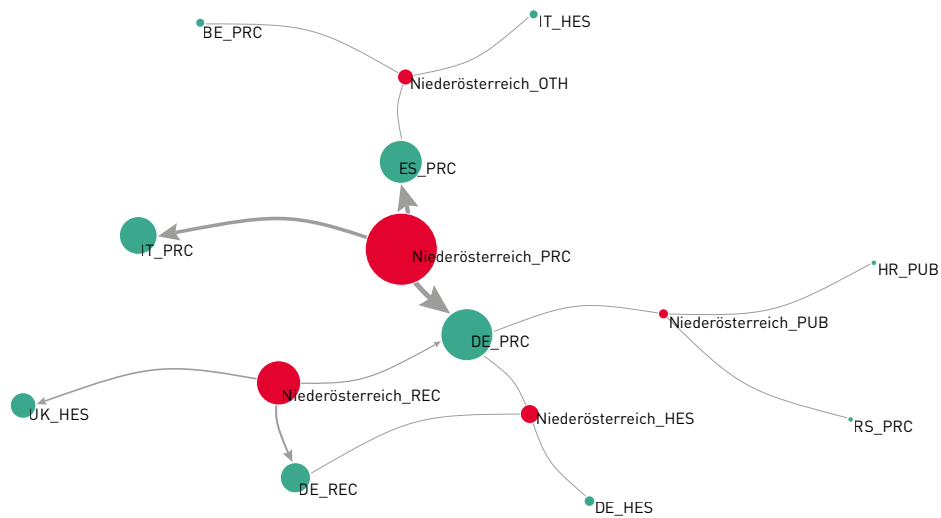 BE_PRC
IT_HES
Niederösterreich_OTH
ES_PRC
IT_PRC
Niederösterreich_PRC
HR_PUB
Niederösterreich_PUB
DE_PRC
Niederösterreich_REC
UK_HES
Niederösterreich_HES
RS_PRC
DE_REC
DE_HES